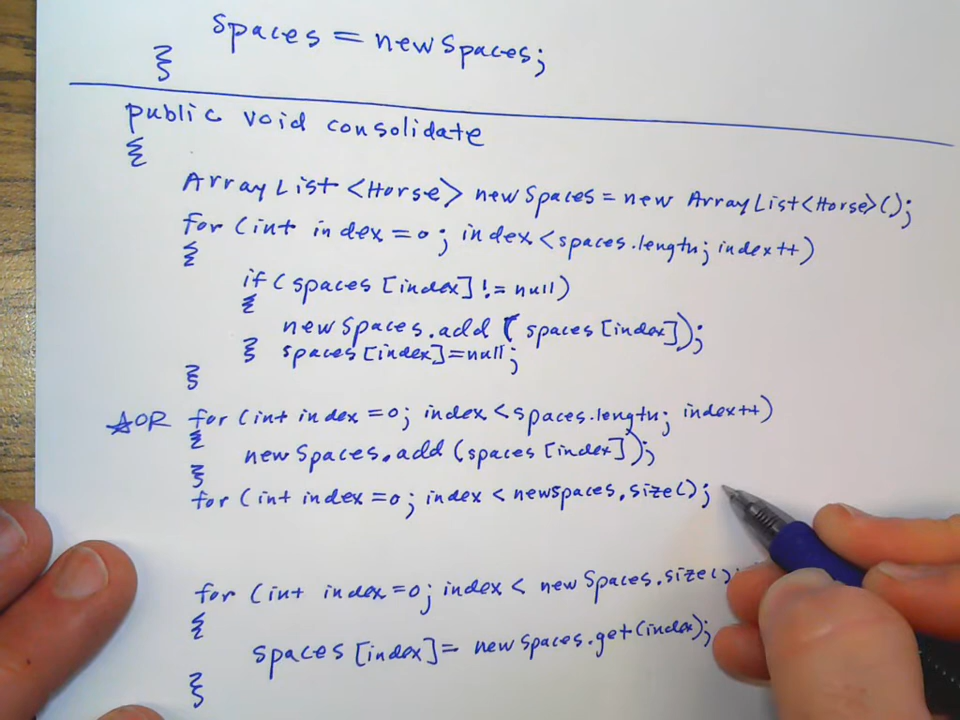 spaces = newSpaces;
}
public void consolidate
{
ArrayList <Horse> newSpaces = new ArrayList<Horse>();
for (int index = 0; index < spaces.length; index++)
{
if (spaces [index] != null)
{
newSpaces.add (spaces [index]);
} spaces [index] = null;
}
☆OR for (int index = 0; index < spaces.length; index++)
{
newSpaces.add (spaces [index]);
}
for (int index = 0; index < newspaces.size();
for (int index = 0; index < newSpaces.size();
{
spaces [index] = newSpaces.get(index);
}